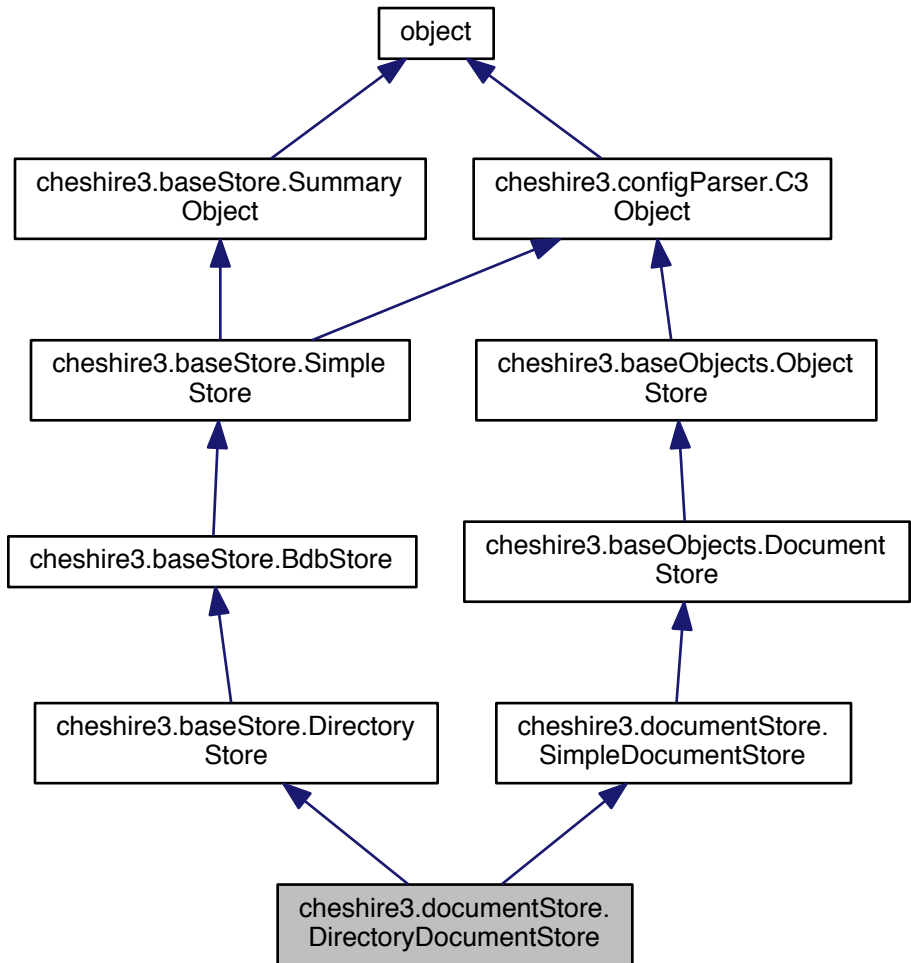 object
cheshire3.baseStore.Summary
Object
cheshire3.configParser.C3
Object
cheshire3.baseStore.Simple
Store
cheshire3.baseObjects.Object
Store
cheshire3.baseStore.BdbStore
cheshire3.baseObjects.Document
Store
cheshire3.baseStore.Directory
Store
cheshire3.documentStore.
SimpleDocumentStore
cheshire3.documentStore.
DirectoryDocumentStore